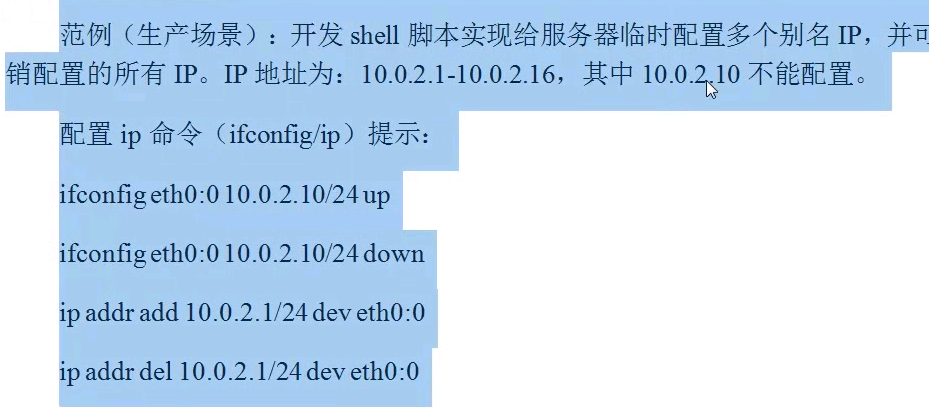 范例（生产场景）：开发 shell 脚本实现给服务器临时配置多个别名 IP，并可
销配置的所有 IP。IP 地址为：10.0.2.1-10.0.2.16，其中 10.0.2.10 不能配置。
配置 ip 命令（ifconfig/ip）提示：
ifconfig eth0:0 10.0.2.10/24 up
ifconfig eth0:0 10.0.2.10/24 down
ip addr add 10.0.2.1/24 dev eth0:0
ip addr del 10.0.2.1/24 dev eth0:0